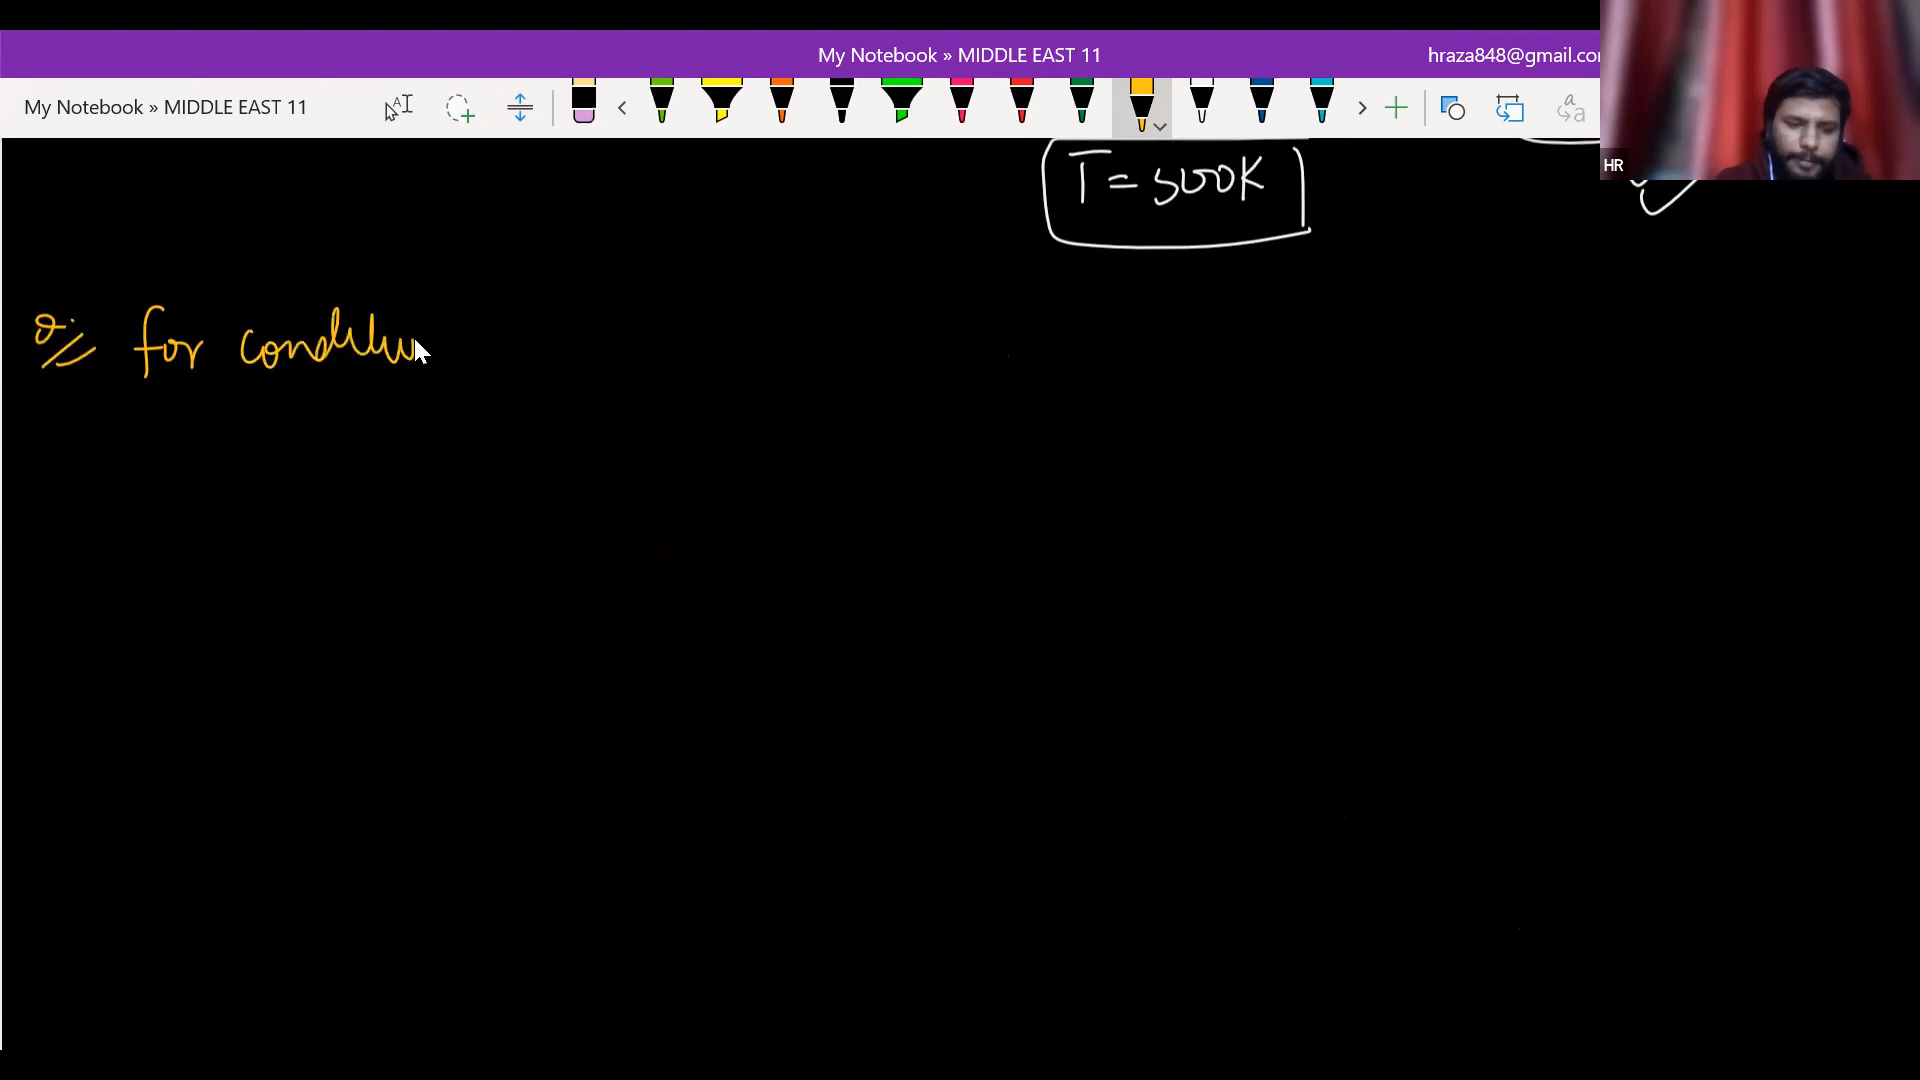 My Notebook » MIDDLE EAST 11
hraza848@gmail.co
My Notebook » MIDDLE EAST 11
HR
T = 500K
Q: for